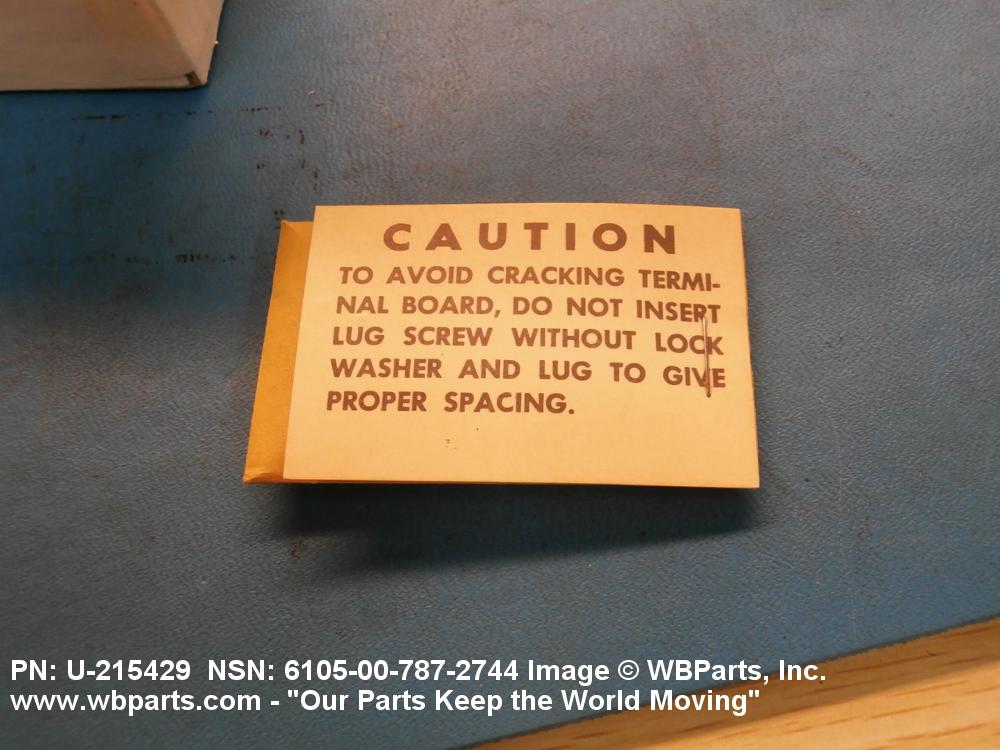 CAUTION
TO AVOID CRACKING TERMI-
NAL BOARD, DO NOT INSERT
LUG SCREW WITHOUT LOCK
WASHER AND LUG TO GIVE
PROPER SPACING.
PN: U-215429 NSN: 6105-00-787-2744 Image © WBParts, Inc.
www.wbparts.com - "Our Parts Keep the World Moving"